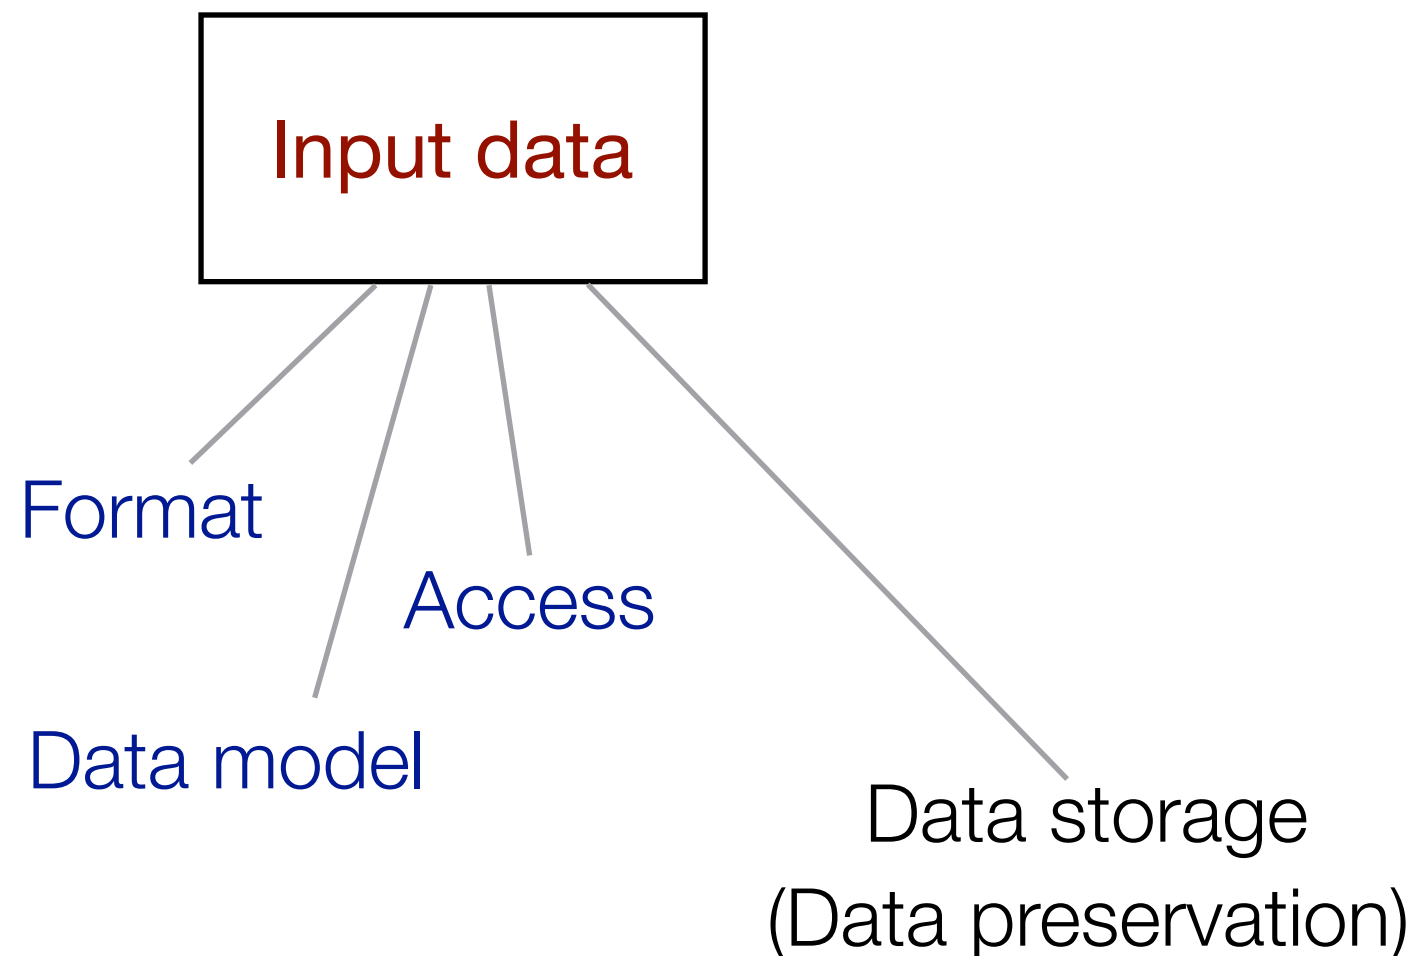 Input data
Format
Access
Data model
Data storage
(Data preservation)